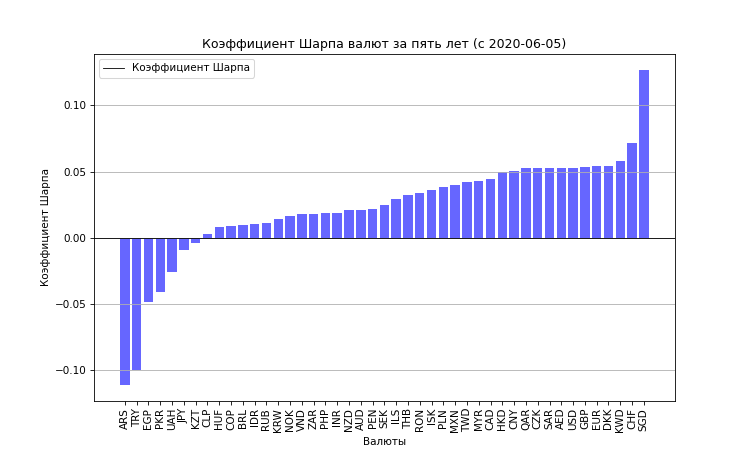 Коэффициент Шарпа валют за пять лет (с 2020-06-05)
Коэффициент Шарпа
Коэффициент Шарпа
0.10
0.05
0.00
−0.05
−0.10
ARS TRY EGP PKR UAH JPY KZT CLP HUF COP BRL IDR RUB KRW NOK VND ZAR PHP INR NZD AUD PEN SEK ILS THB RON ISK PLN MXN TWD MYR CAD HKD CNY QAR CZK SAR AED USD GBP EUR DKK KWD CHF SGD
Валюты